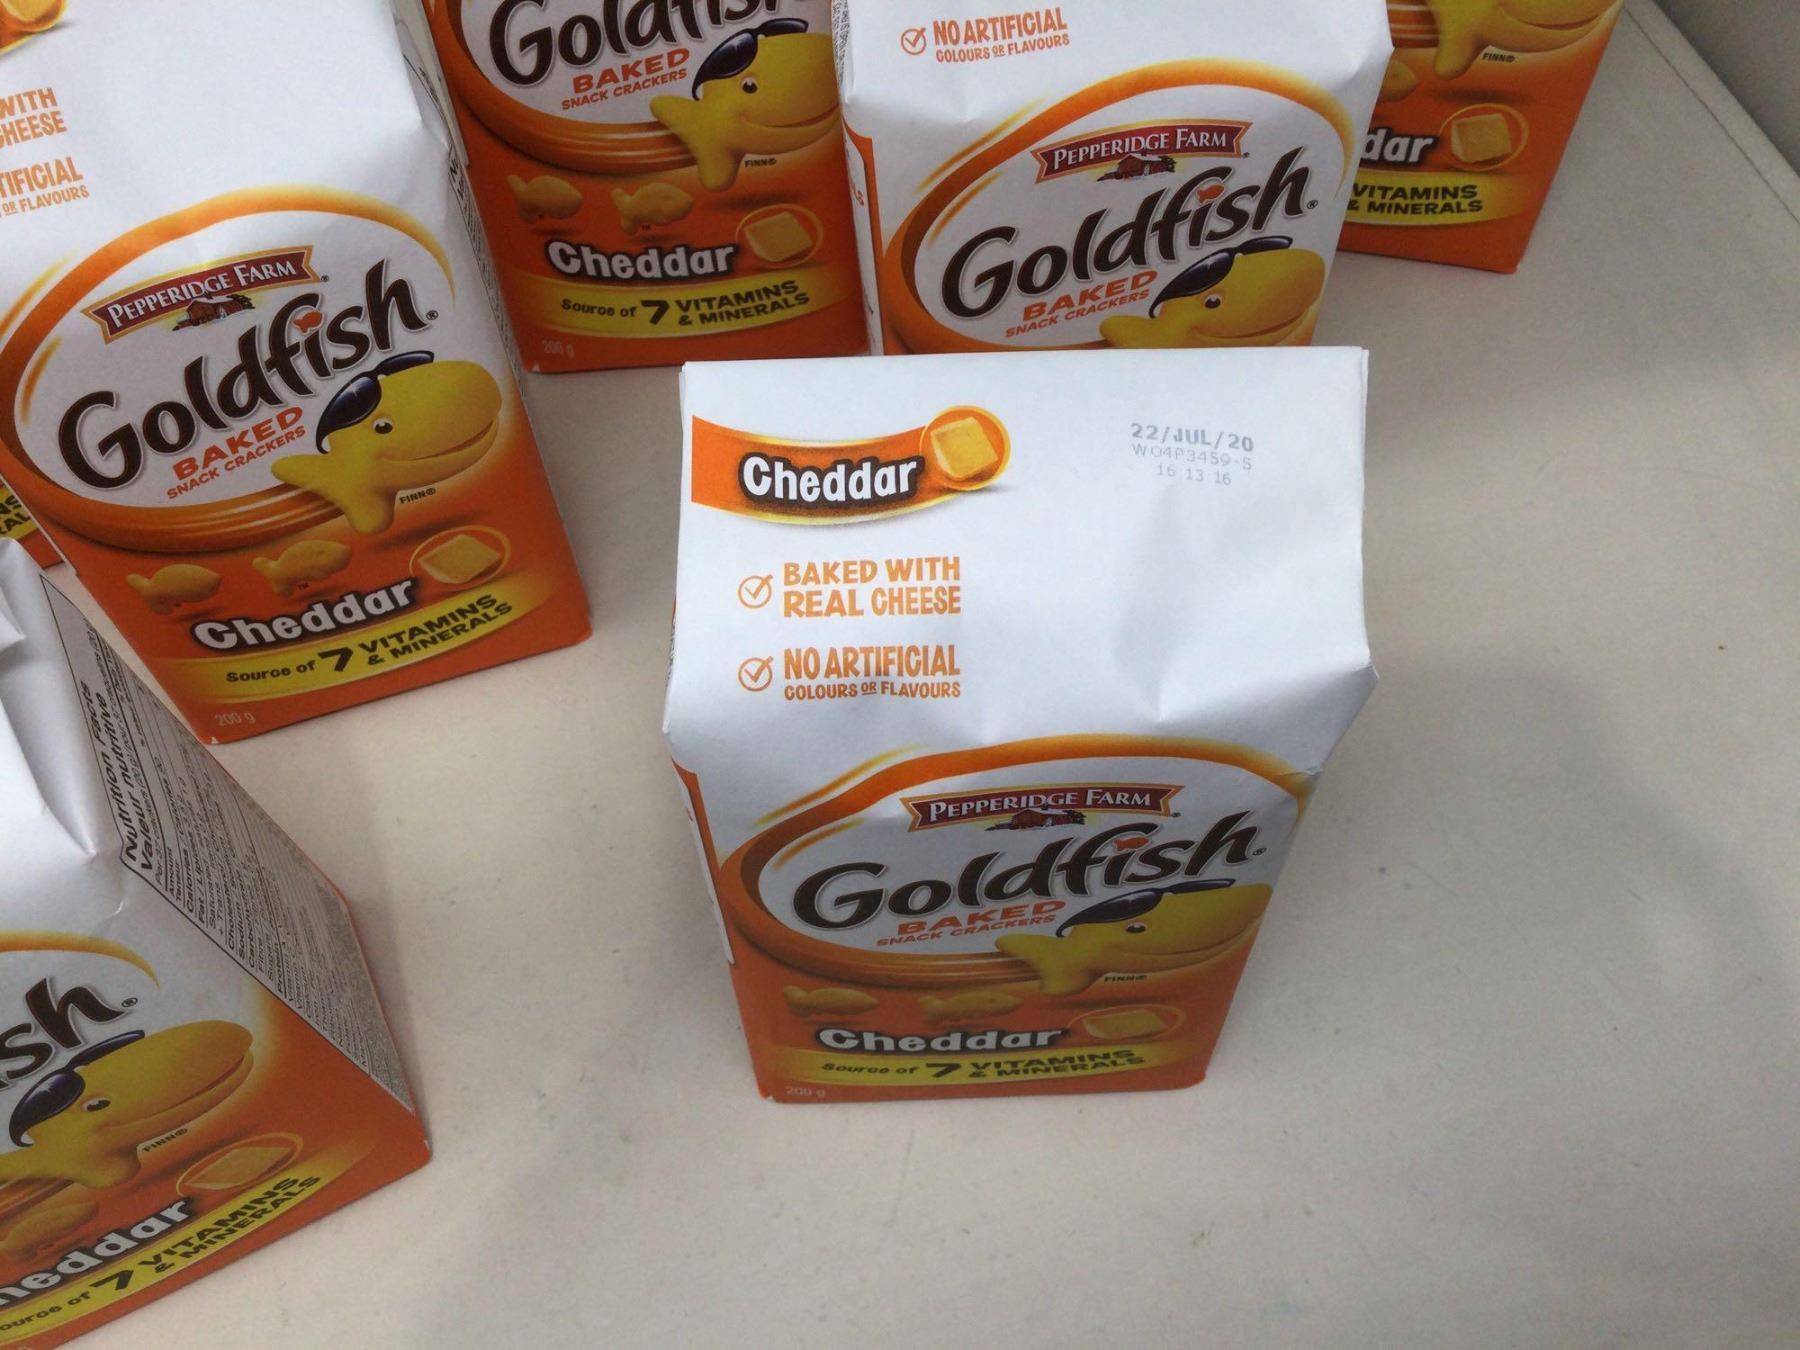 WITH
CHEESE
OR FLAVOURS
PEPPERIDGE FARM
Goldfish®
BAKED
SNACK CRACKERS
FINN®
Cheddar
Source of 7 VITAMINS
& MINERALS
200 g
Goldfish
BAKED
SNACK CRACKERS
FINN®
™
Cheddar
Source of 7 VITAMINS
& MINERALS
200 g
NO ARTIFICIAL
COLOURS OR FLAVOURS
PEPPERIDGE FARM
Goldfish®
BAKED
SNACK CRACKERS
FINN®
dar
VITAMINS
& MINERALS
Cheddar
22/JUL/20
W04P3459-S
16 13 16
BAKED WITH
REAL CHEESE
NO ARTIFICIAL
COLOURS OR FLAVOURS
PEPPERIDGE FARM
Goldfish®
BAKED
SNACK CRACKERS
FINN®
Cheddar
Source of 7 VITAMINS
& MINERALS
200 g
Nutrition Facts
Valeur nutritive
sh®
FINN®
eddar
ource of 7 VITAMINS
& MINERALS